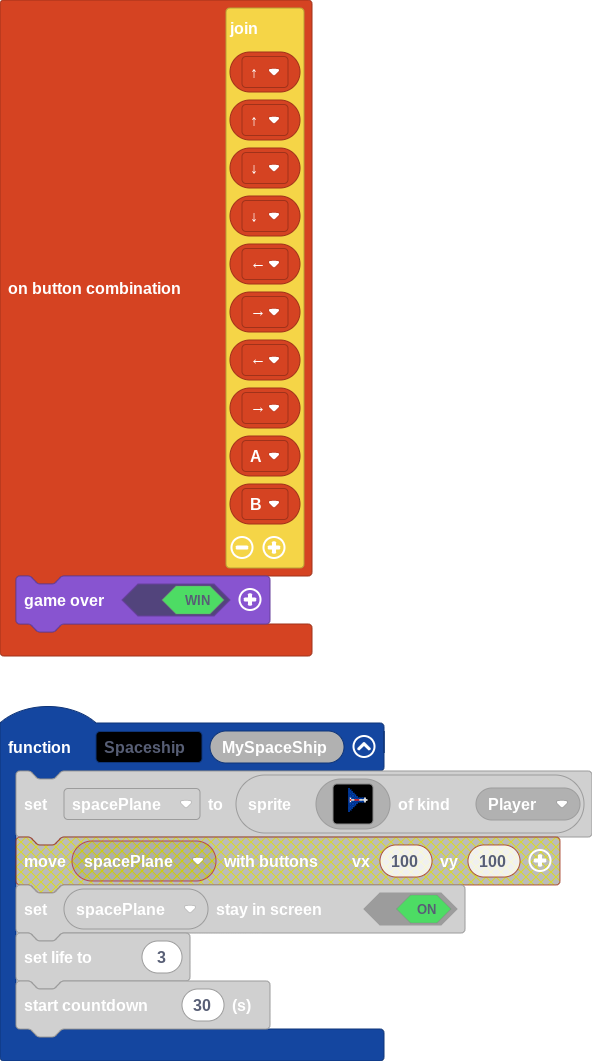 join
↑
↑
↓
↓
←
on button combination
→
←
→
A
B
game over WIN
function Spaceship MySpaceShip
set spacePlane to sprite of kind Player
move spacePlane with buttons vx 100 vy 100
set spacePlane stay in screen ON
set life to 3
start countdown 30 (s)